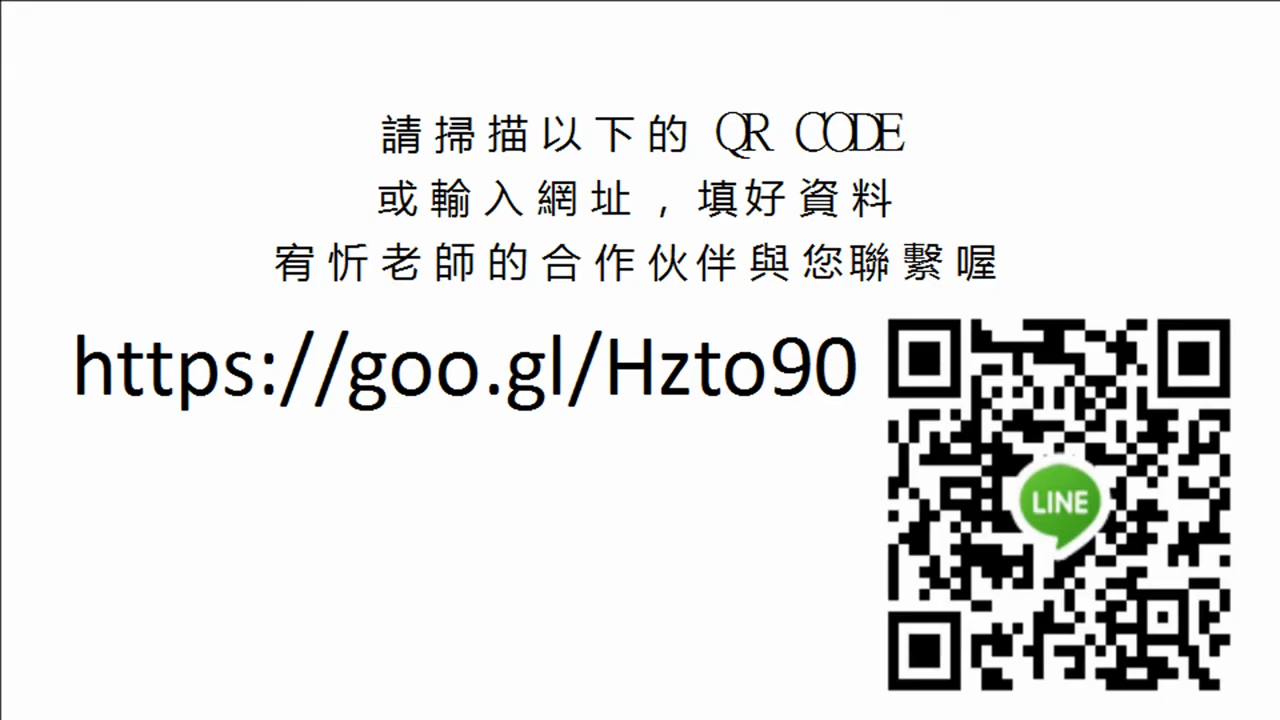 請掃描以下的 QR CODE
或輸入網址，填好資料
宥忻老師的合作伙伴與您聯繫喔
https://goo.gl/Hzto90
LINE